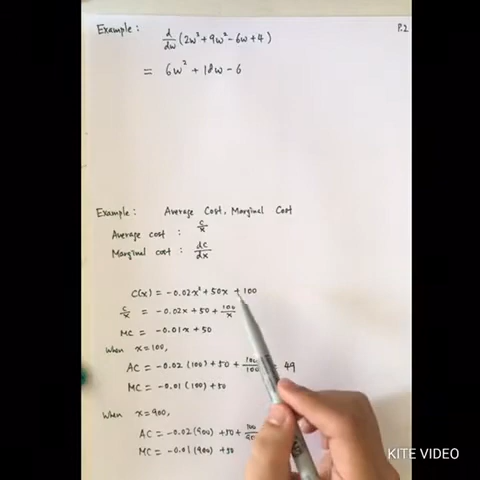 Example: d/dw (2w³ + 9w² - 6w + 4) P.2
= 6w² + 18w - 6
Example: Average Cost, Marginal Cost
Average cost : C/x
Marginal cost : dC/dx
C(x) = -0.02x² + 50x + 100
C/x = -0.02x + 50 + 100/x
MC = -0.01x + 50
When x=100,
AC = -0.02 (100) + 50 + 100/100 = 49
MC = -0.01 (100) + 50
When x=900,
AC = -0.02 (900) + 50 +
MC = -0.01 (900) + 50
KITE VIDEO